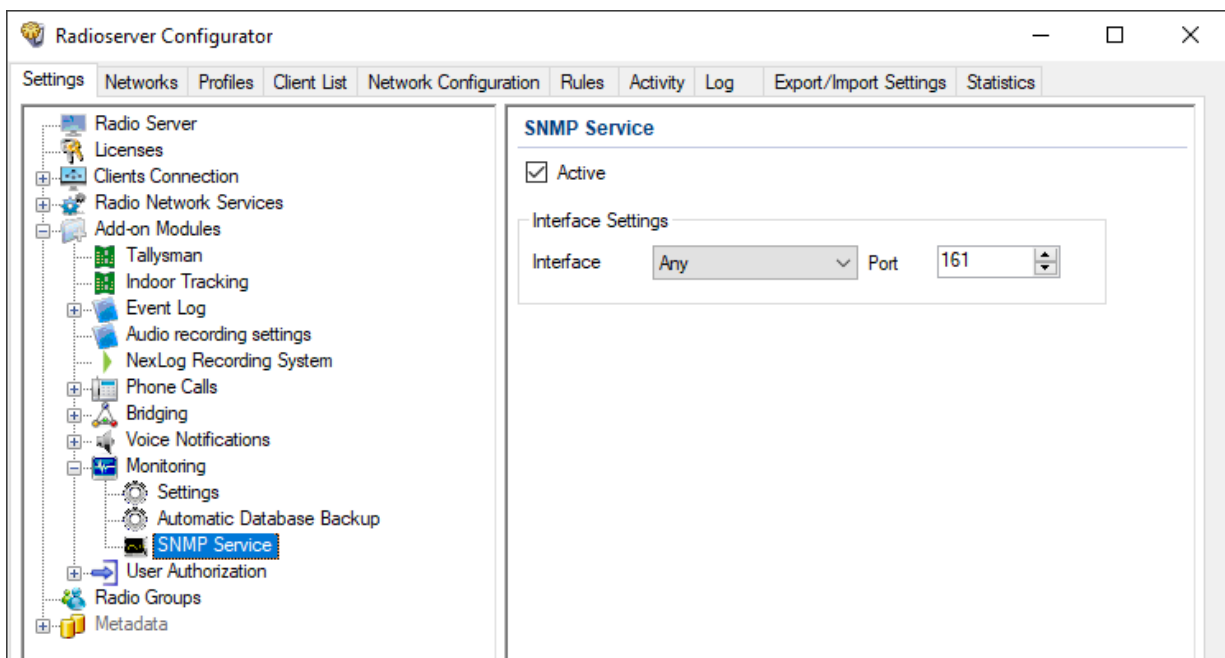 Radioserver Configurator
Settings Networks Profiles Client List Network Configuration Rules Activity Log Export/Import Settings Statistics
Radio Server
Licenses
Clients Connection
Radio Network Services
Add-on Modules
Tallysman
Indoor Tracking
Event Log
Audio recording settings
NexLog Recording System
Phone Calls
Bridging
Voice Notifications
Monitoring
Settings
Automatic Database Backup
SNMP Service
User Authorization
Radio Groups
Metadata
SNMP Service
Active
Interface Settings
Interface Any Port 161